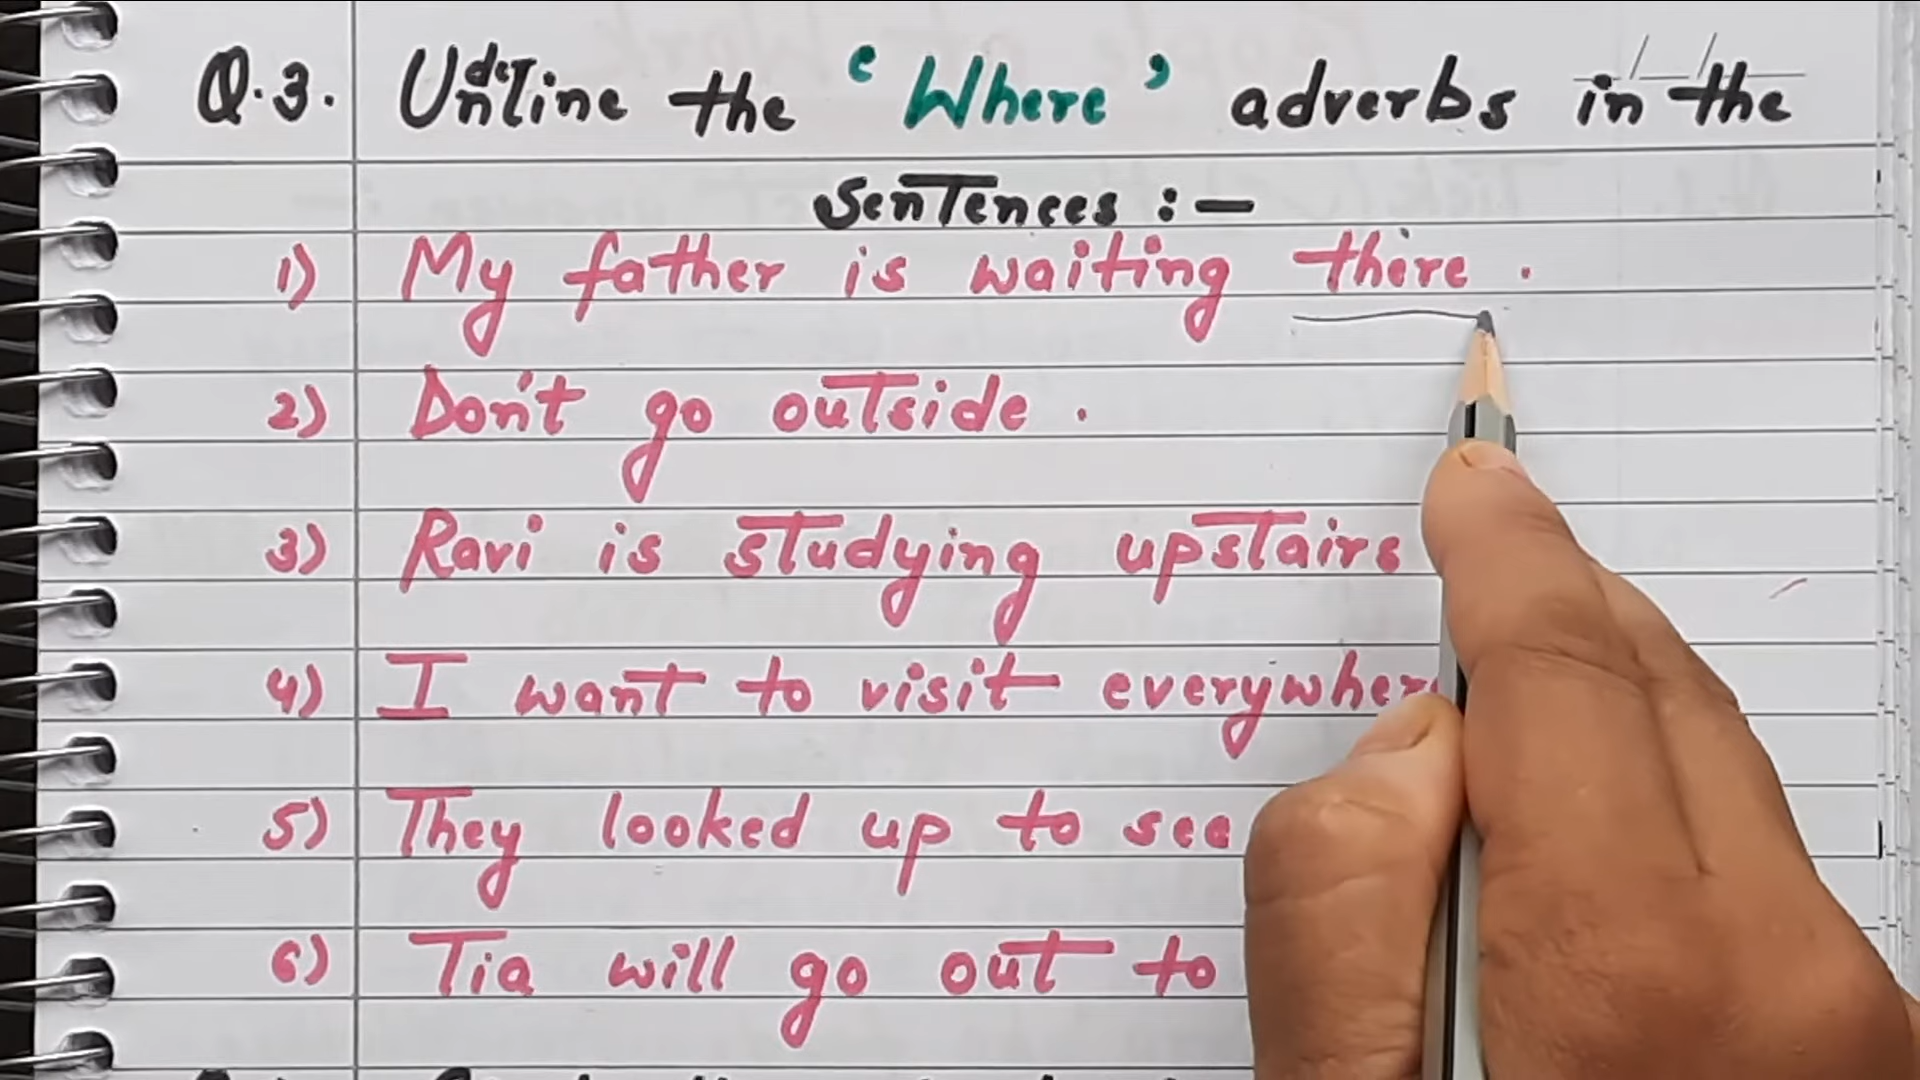 Q.3. Underline the 'Where' adverbs in the
sentences :-
1) My father is waiting there .
2) Don't go outside .
3) Ravi is studying upstairs
4) I want to visit
5) They looked up to see
6) Tia will go out to